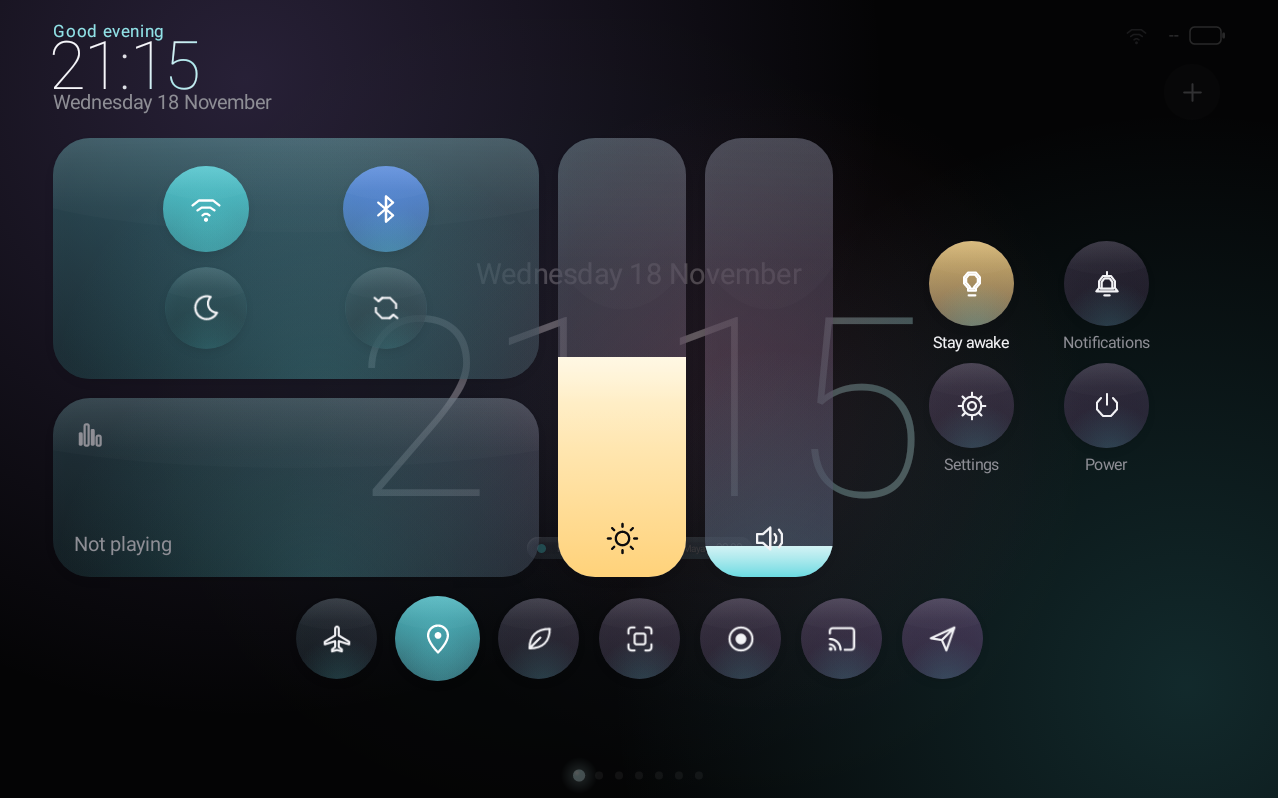 Good evening
21:15
Wednesday 18 November
Wednesday 18 November
21:15
Stay awake
Notifications
Settings
Power
Not playing